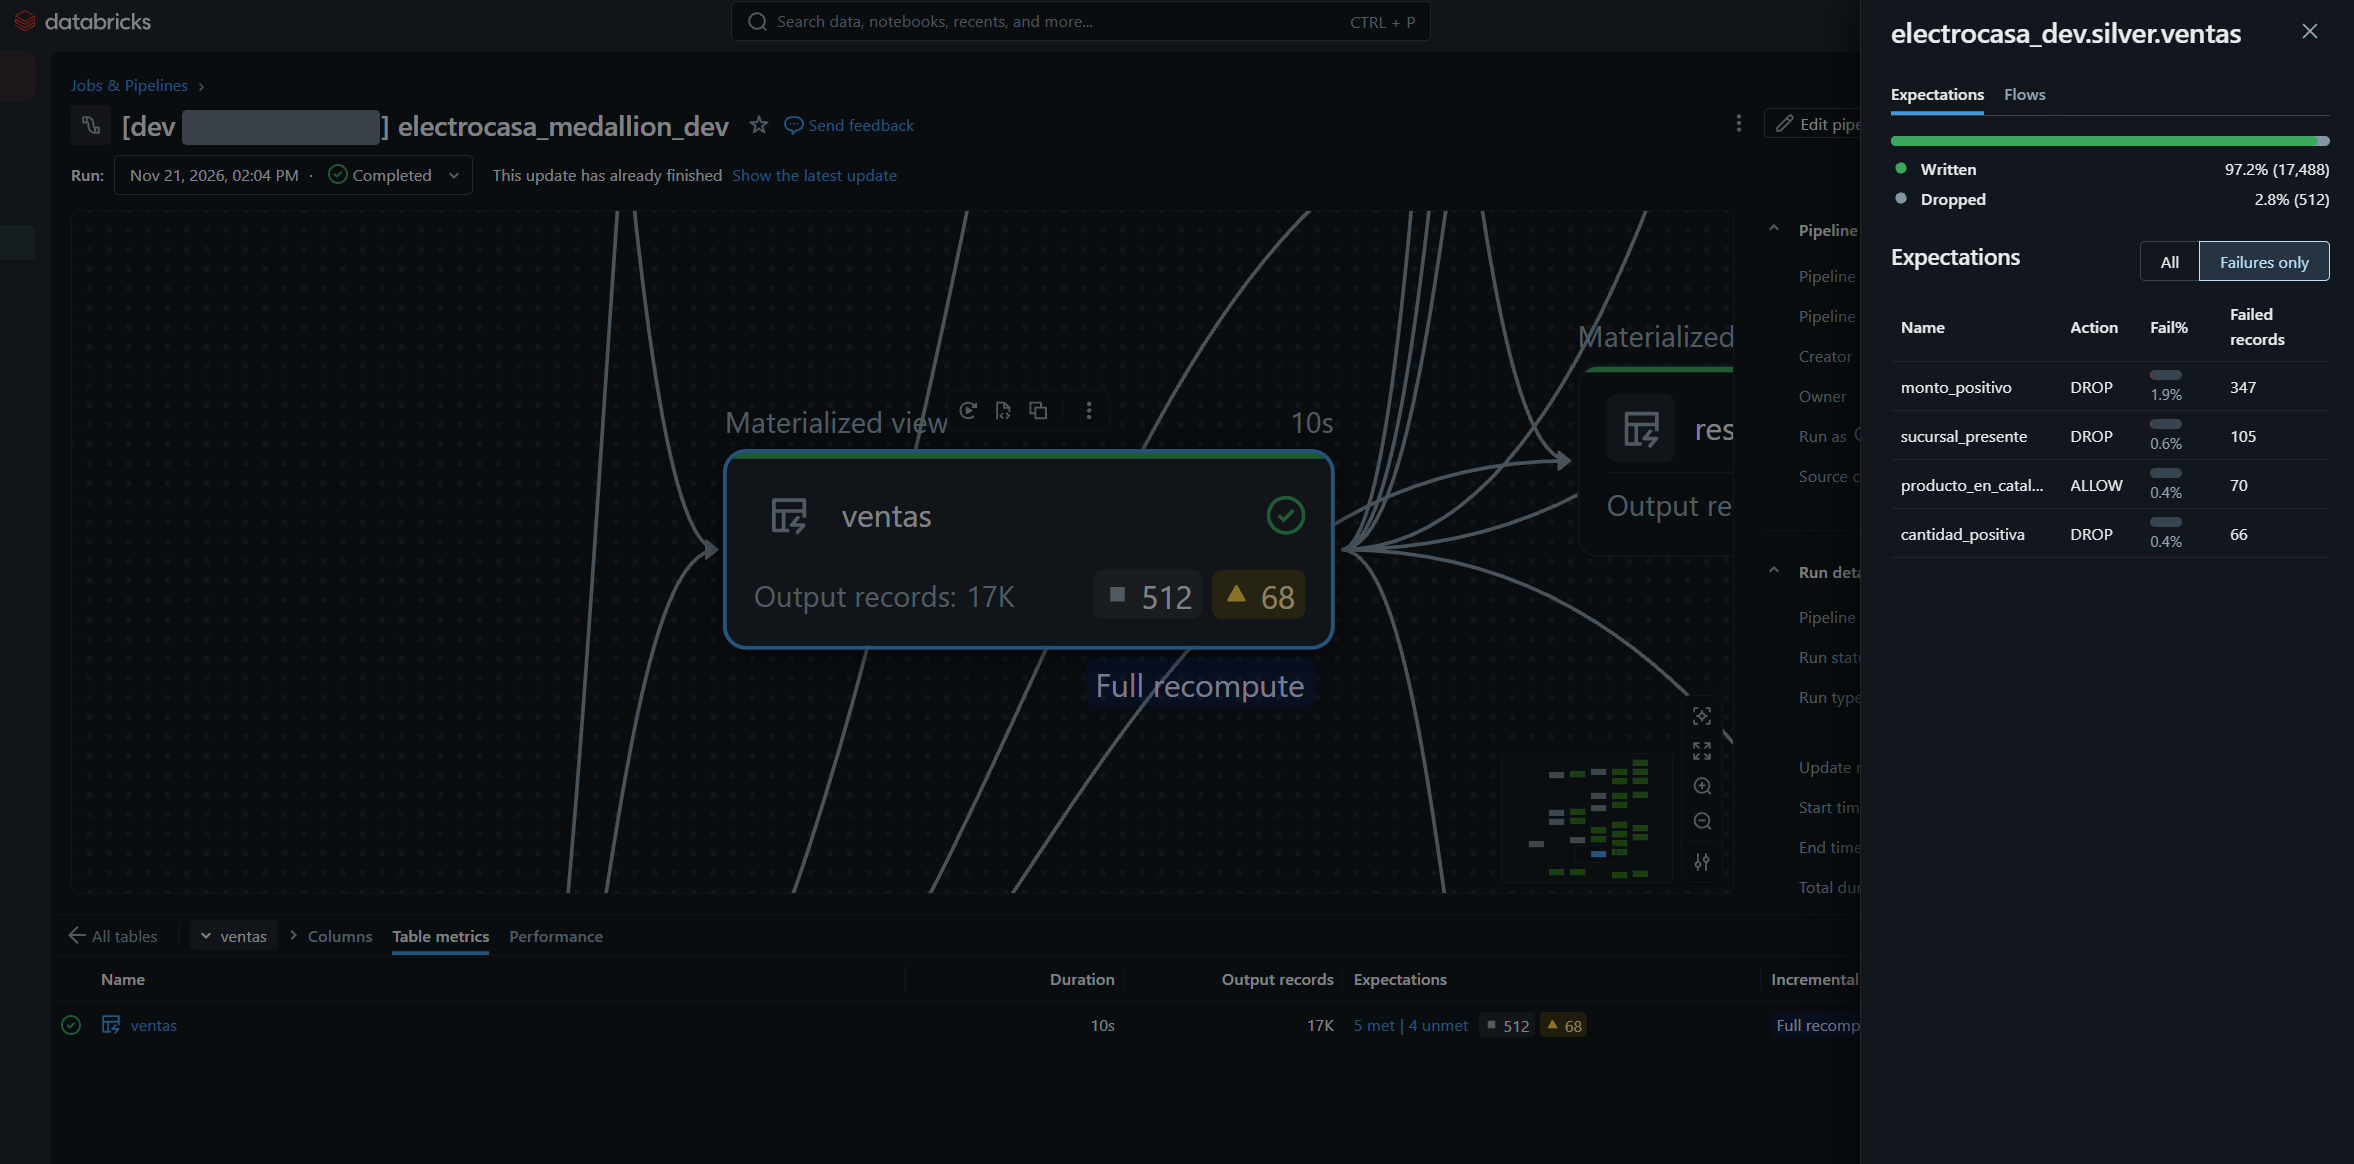 databricks
Search data, notebooks, recents, and more...
CTRL + P
Jobs & Pipelines
[dev ] electrocasa_medallion_dev
Send feedback
Edit pipe
Run:
Nov 21, 2026, 02:04 PM · Completed
This update has already finished Show the latest update
Materialized view
10s
ventas
Output records: 17K
512
68
Full recompute
Materialized
res
Output re
Pipeline
Pipeline
Pipeline
Creator
Owner
Run as
Source c
Run deta
Pipeline
Run statu
Run type
Update r
Start tim
End time
Total dur
All tables
ventas
Columns
Table metrics
Performance
Name
Duration
Output records
Expectations
Incremental
ventas
10s
17K
5 met | 4 unmet
512
68
Full recomp
electrocasa_dev.silver.ventas
Expectations
Flows
Written
97.2% (17,488)
Dropped
2.8% (512)
Expectations
All
Failures only
Name
Action
Fail%
Failed records
monto_positivo DROP 1.9% 347
sucursal_presente DROP 0.6% 105
producto_en_catal... ALLOW 0.4% 70
cantidad_positiva DROP 0.4% 66